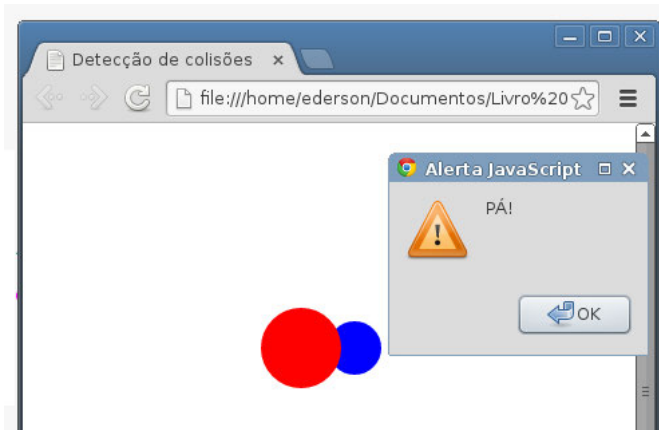 Detecção de colisões
file:///home/ederson/Documentos/Livro%20
Alerta JavaScript
PÁ!
OK